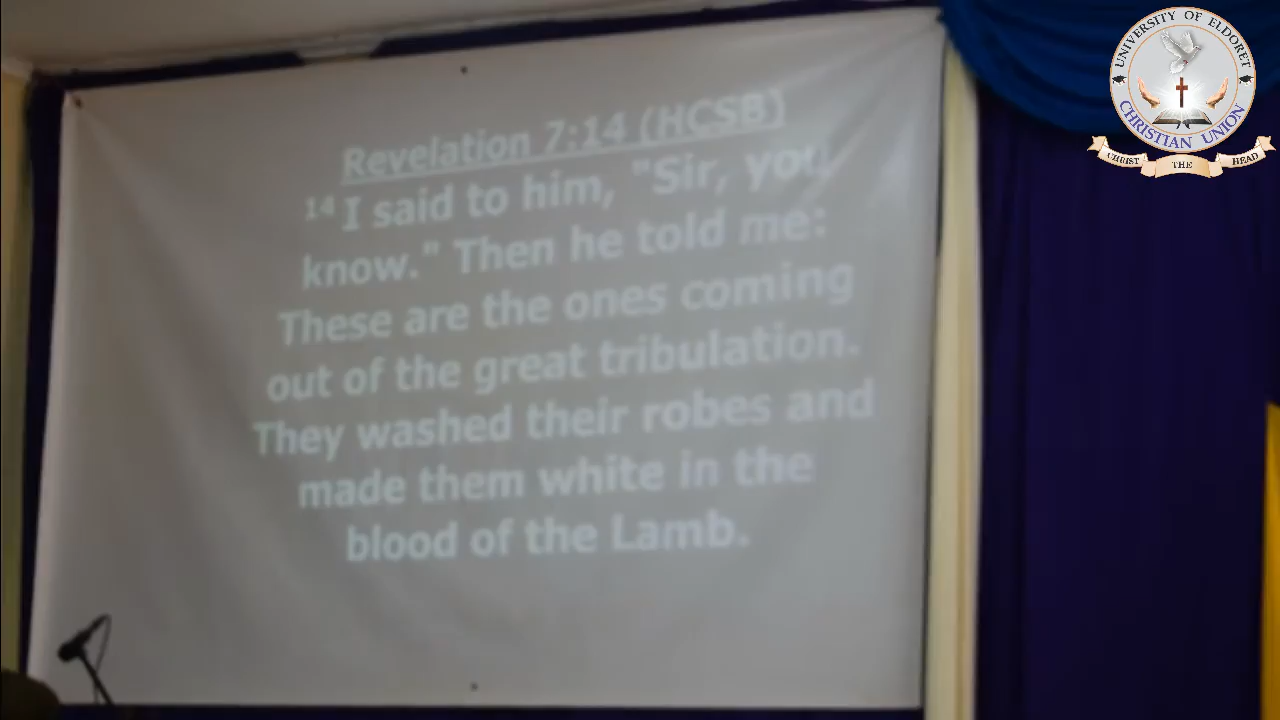 UNIVERSITY OF ELDORET
CHRISTIAN UNION
CHRIST THE HEAD
Revelation 7:14 (HCSB)
14 I said to him, "Sir, you
know." Then he told me:
These are the ones coming
out of the great tribulation.
They washed their robes and
made them white in the
blood of the Lamb.